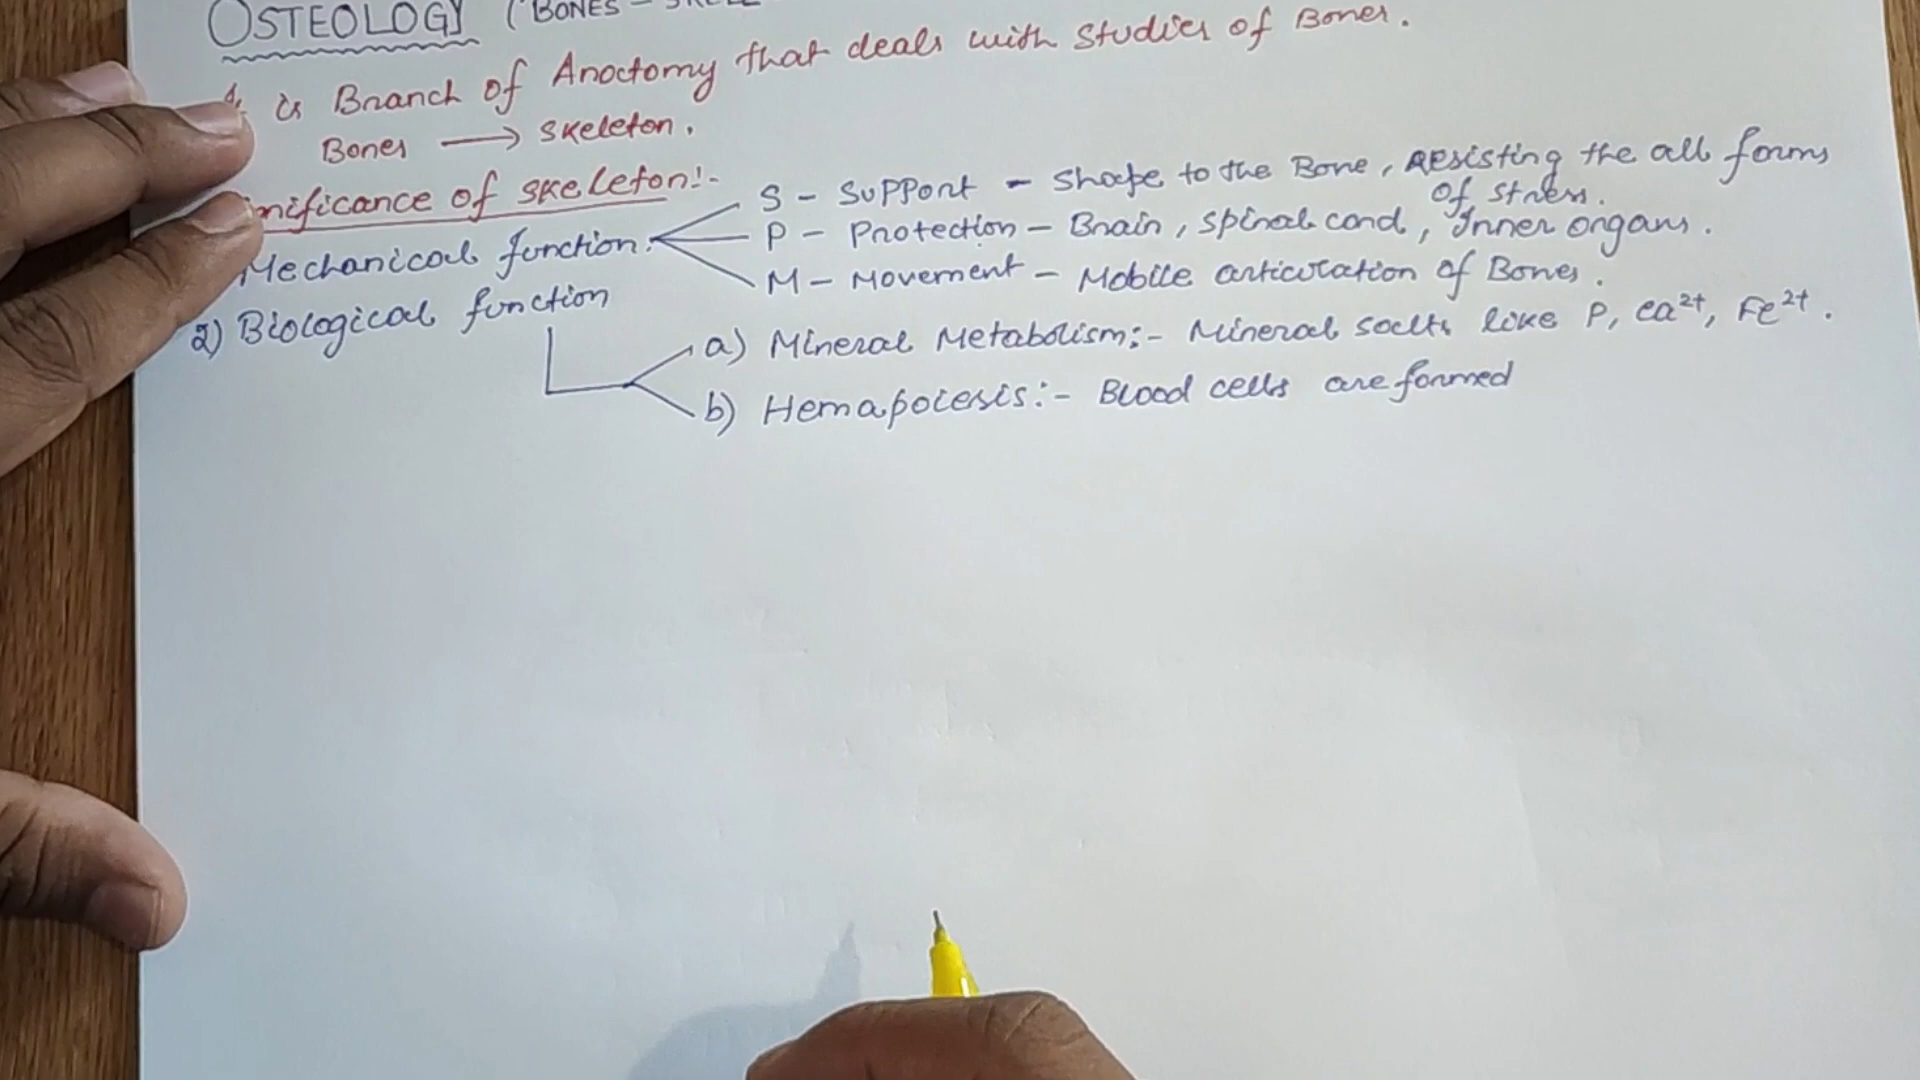 OSTEOLOGY (BONES -
is Branch of Anoctomy that deals with studies of Bones.
Bones → skeleton.
nificance of skeleton:-
Mechanical function:
S - Support - Shape to the Bone, Resisting the all forms of stress.
P - Protection - Brain, spinal cord, Inner organs.
M - Movement - Mobile articulation of Bones.
2) Biological function
a) Mineral Metabolism:- Mineral salts like P, ca²⁺, Fe²⁺.
b) Hemapoiesis:- Blood cells are formed